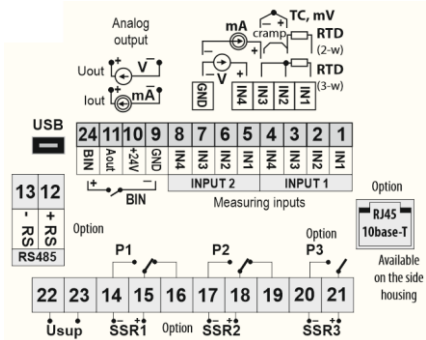 Analog
output
Uout + V −
Iout + mA −
TC, mV
mA
cramp
RTD
(2-w)
RTD
(3-w)
V
GND IN4 IN3 IN2 IN1
USB
24 11 10 9 8 7 6 5 4 3 2 1
BIN Aout +24V GND IN4 IN3 IN2 IN1 IN4 IN3 IN2 IN1
INPUT 2 INPUT 1
+ − BIN
Measuring inputs
13 12
- RS + RS
RS485
Option
Option
RJ45
10base-T
Available
on the side
housing
P1 P2 Option P3
22 23 14 15 16 17 18 19 20 21
Usup − + SSR1 Option − + SSR2 − + SSR3